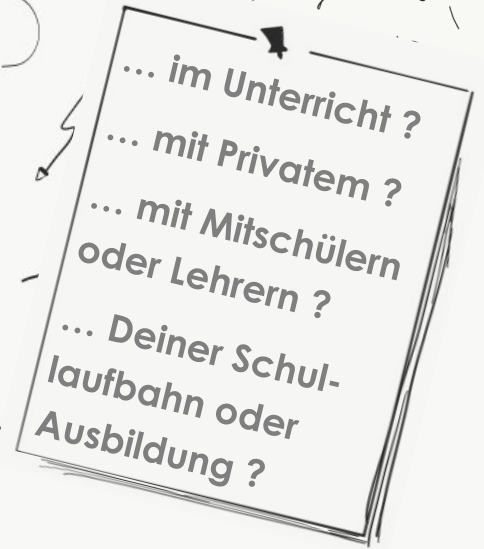 ... im Unterricht ?
... mit Privatem ?
... mit Mitschülern
oder Lehrern ?
... Deiner Schul-
laufbahn oder
Ausbildung ?